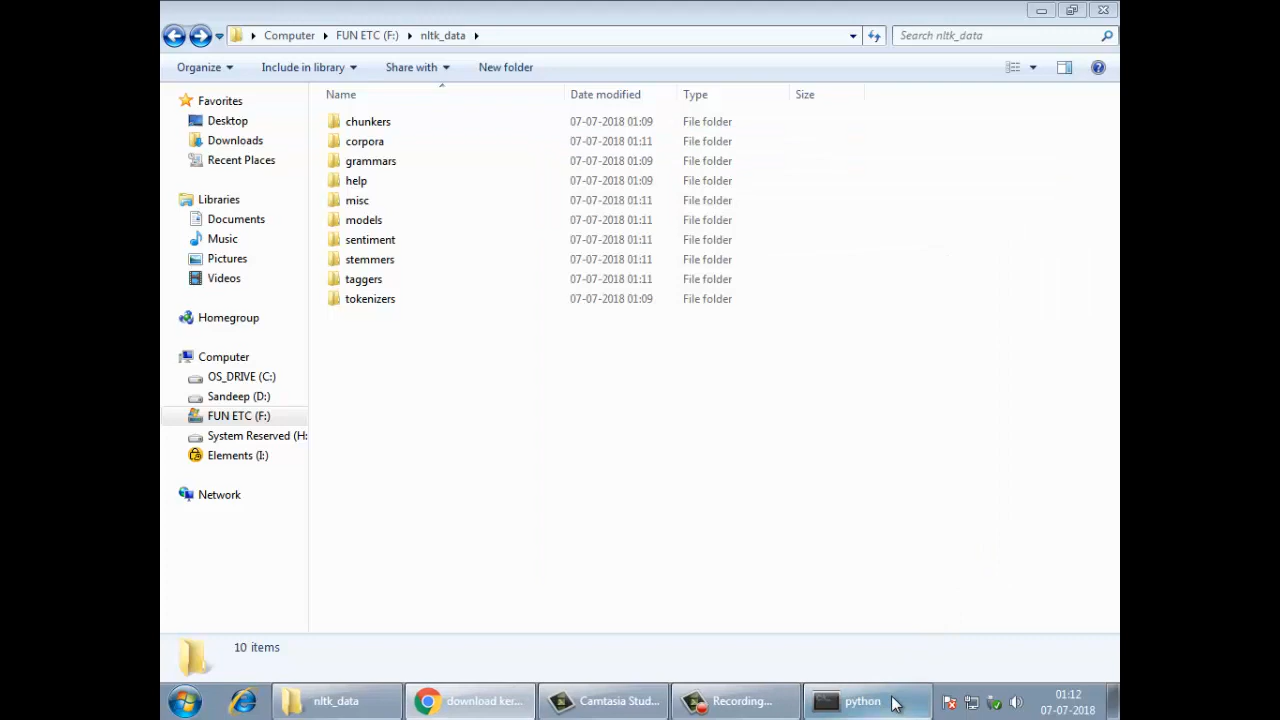 Computer ▸ FUN ETC (F:) ▸ nltk_data ▸
Search nltk_data
Organize Include in library Share with New folder
Name Date modified Type Size
Favorites
Desktop
Downloads
Recent Places
Libraries
Documents
Music
Pictures
Videos
Homegroup
Computer
OS_DRIVE (C:)
Sandeep (D:)
FUN ETC (F:)
System Reserved (H:
Elements (I:)
Network
chunkers 07-07-2018 01:09 File folder
corpora 07-07-2018 01:11 File folder
grammars 07-07-2018 01:09 File folder
help 07-07-2018 01:09 File folder
misc 07-07-2018 01:11 File folder
models 07-07-2018 01:11 File folder
sentiment 07-07-2018 01:11 File folder
stemmers 07-07-2018 01:11 File folder
taggers 07-07-2018 01:11 File folder
tokenizers 07-07-2018 01:09 File folder
10 items
nltk_data download ker... Camtasia Stud... Recording... python
01:12
07-07-2018